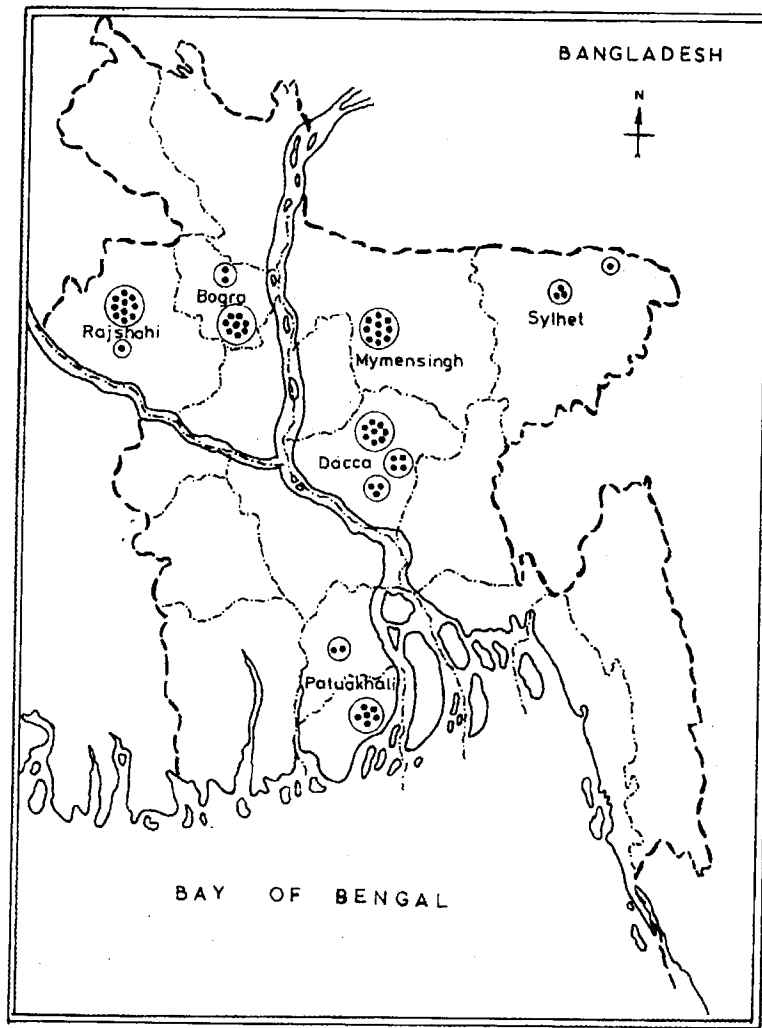 BANGLADESH
N
Bogra
Rajshahi
Sylhet
Mymensingh
Dacca
Patuakhali
BAY OF BENGAL